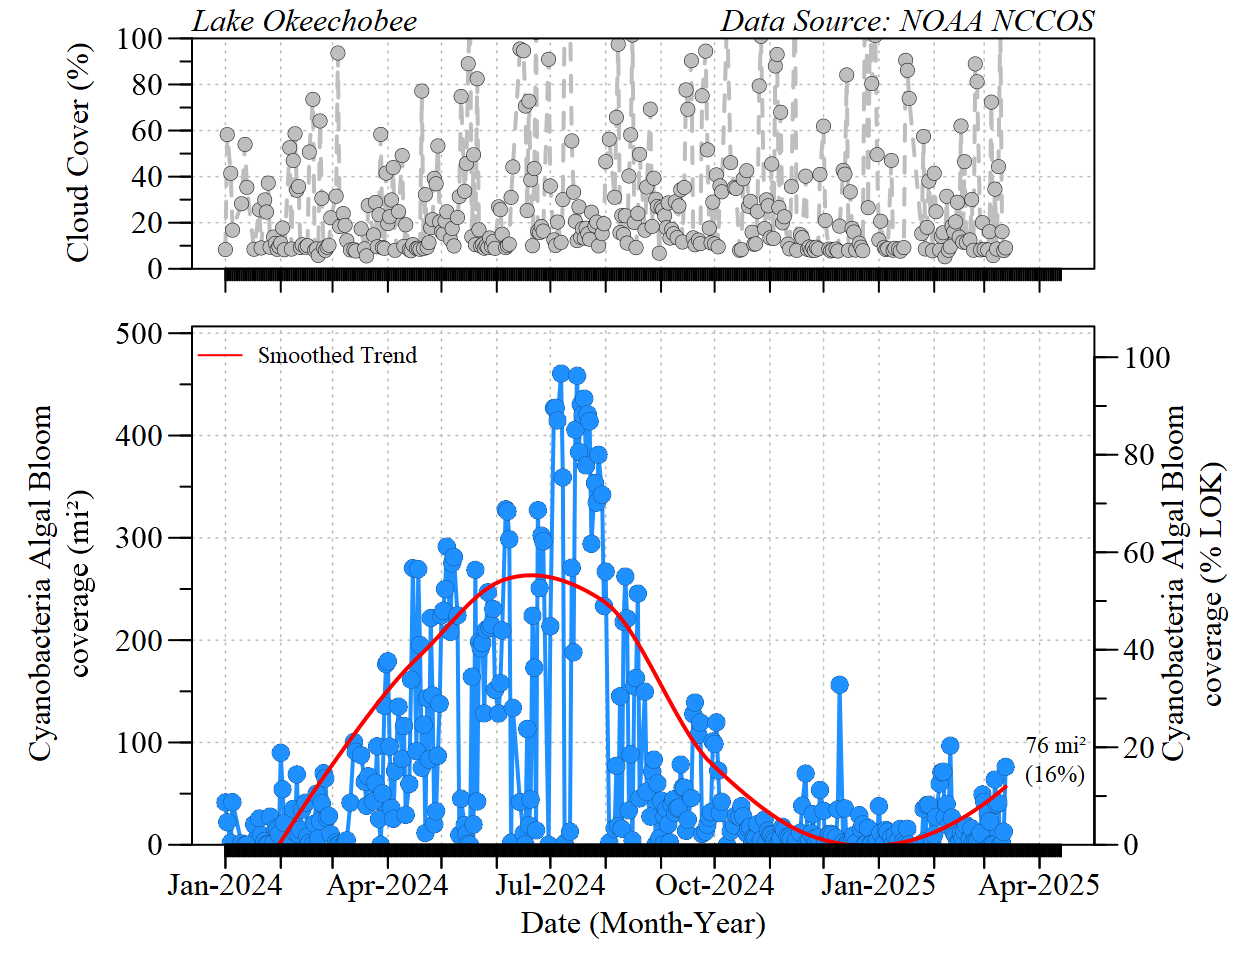 Lake Okeechobee
Data Source: NOAA NCCOS
Cloud Cover (%)
100
80
60
40
20
0
Smoothed Trend
Cyanobacteria Algal Bloom
coverage (mi²)
500
400
300
200
100
0
100
80
60
40
20
0
Cyanobacteria Algal Bloom
coverage (% LOK)
76 mi²
(16%)
Jan-2024
Apr-2024
Jul-2024
Oct-2024
Jan-2025
Apr-2025
Date (Month-Year)